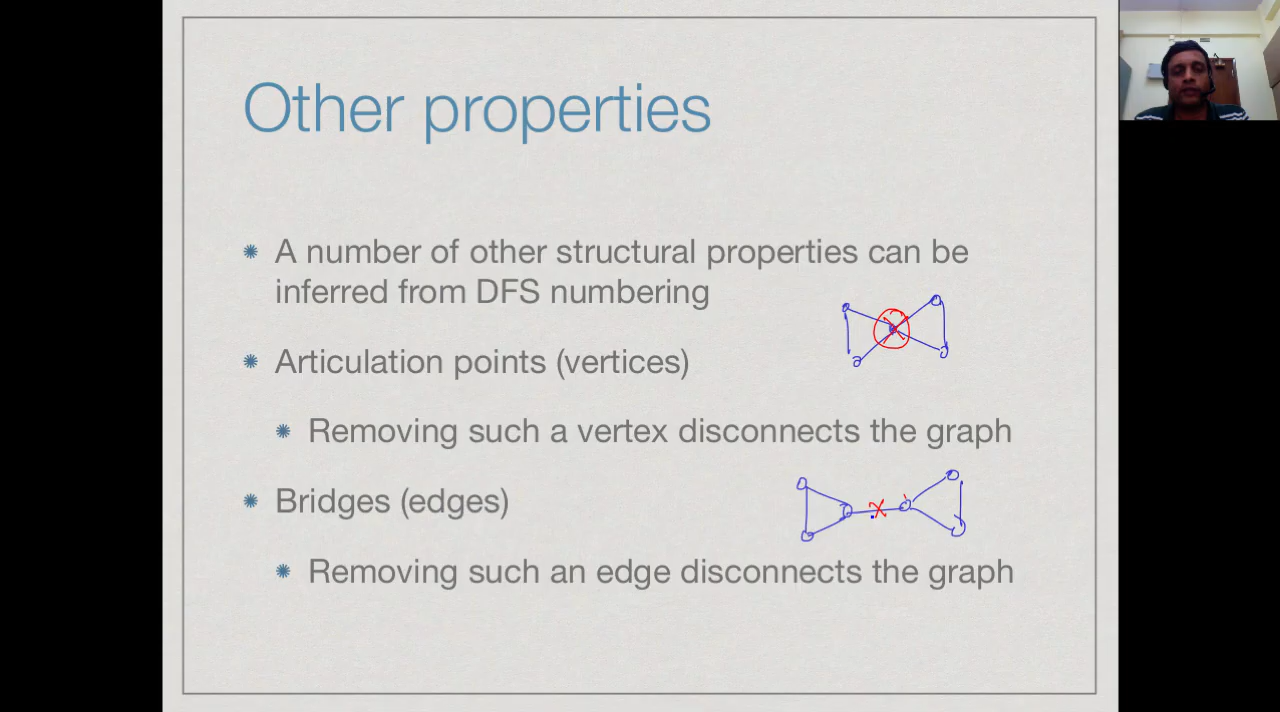 Other properties
A number of other structural properties can be
inferred from DFS numbering
Articulation points (vertices)
Removing such a vertex disconnects the graph
Bridges (edges)
Removing such an edge disconnects the graph